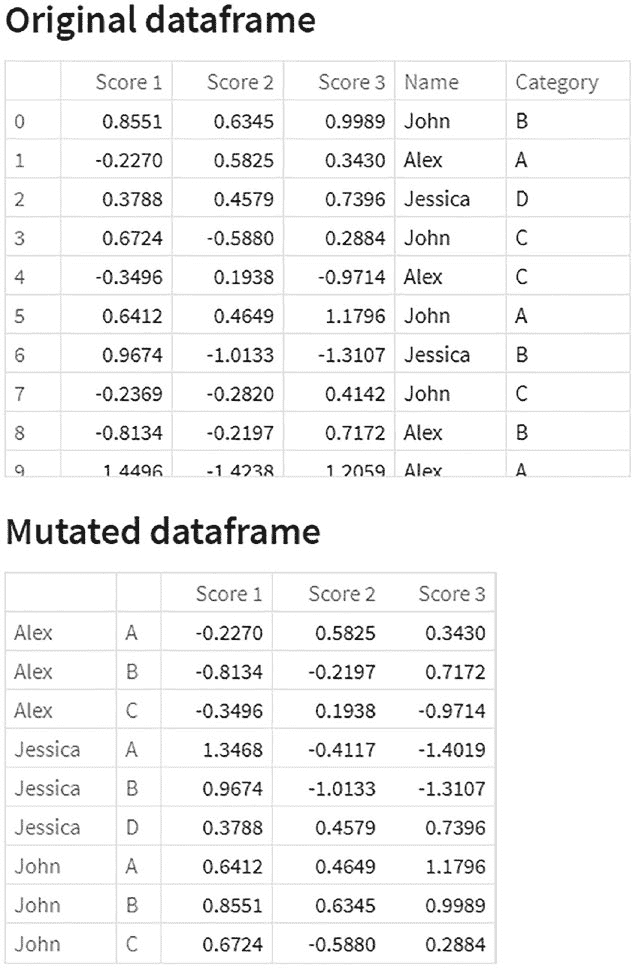 Original dataframe
Score 1 Score 2 Score 3 Name Category
0 0.8551 0.6345 0.9989 John B
1 -0.2270 0.5825 0.3430 Alex A
2 0.3788 0.4579 0.7396 Jessica D
3 0.6724 -0.5880 0.2884 John C
4 -0.3496 0.1938 -0.9714 Alex C
5 0.6412 0.4649 1.1796 John A
6 0.9674 -1.0133 -1.3107 Jessica B
7 -0.2369 -0.2820 0.4142 John C
8 -0.8134 -0.2197 0.7172 Alex B
9 1.4496 -1.4238 1.2059 Alex A
Mutated dataframe
Score 1 Score 2 Score 3
Alex A -0.2270 0.5825 0.3430
Alex B -0.8134 -0.2197 0.7172
Alex C -0.3496 0.1938 -0.9714
Jessica A 1.3468 -0.4117 -1.4019
Jessica B 0.9674 -1.0133 -1.3107
Jessica D 0.3788 0.4579 0.7396
John A 0.6412 0.4649 1.1796
John B 0.8551 0.6345 0.9989
John C 0.6724 -0.5880 0.2884